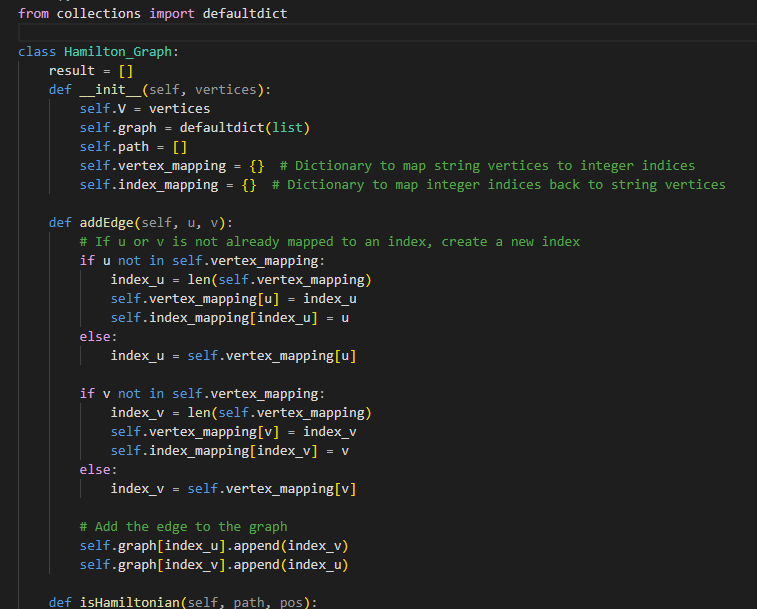 from collections import defaultdict
class Hamilton_Graph:
    result = []
    def __init__(self, vertices):
        self.V = vertices
        self.graph = defaultdict(list)
        self.path = []
        self.vertex_mapping = {}  # Dictionary to map string vertices to integer indices
        self.index_mapping = {}  # Dictionary to map integer indices back to string vertices
    def addEdge(self, u, v):
        # If u or v is not already mapped to an index, create a new index
        if u not in self.vertex_mapping:
            index_u = len(self.vertex_mapping)
            self.vertex_mapping[u] = index_u
            self.index_mapping[index_u] = u
        else:
            index_u = self.vertex_mapping[u]
        if v not in self.vertex_mapping:
            index_v = len(self.vertex_mapping)
            self.vertex_mapping[v] = index_v
            self.index_mapping[index_v] = v
        else:
            index_v = self.vertex_mapping[v]
        # Add the edge to the graph
        self.graph[index_u].append(index_v)
        self.graph[index_v].append(index_u)
    def isHamiltonian(self, path, pos):